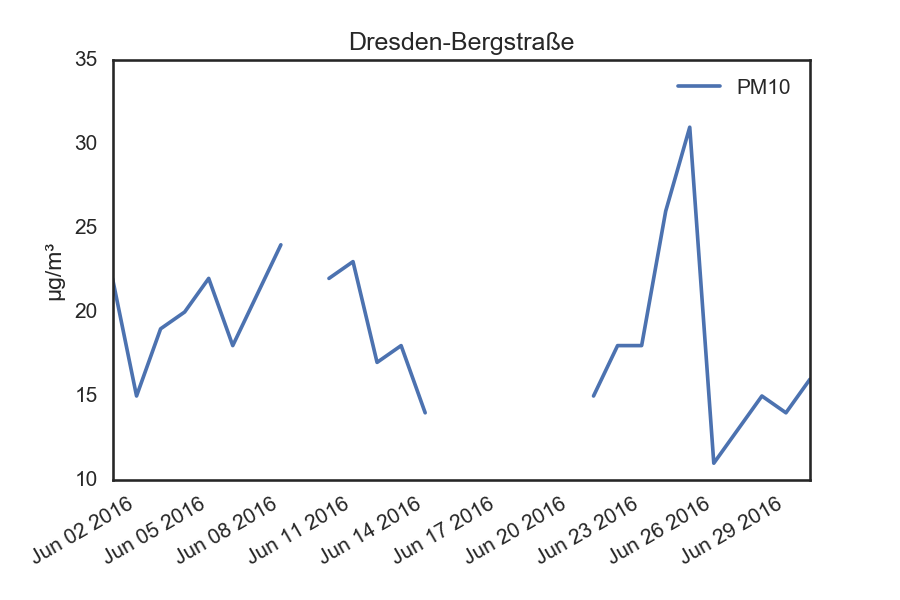 Dresden-Bergstraße
PM10
35
30
25
20
15
10
µg/m³
Jun 02 2016
Jun 05 2016
Jun 08 2016
Jun 11 2016
Jun 14 2016
Jun 17 2016
Jun 20 2016
Jun 23 2016
Jun 26 2016
Jun 29 2016